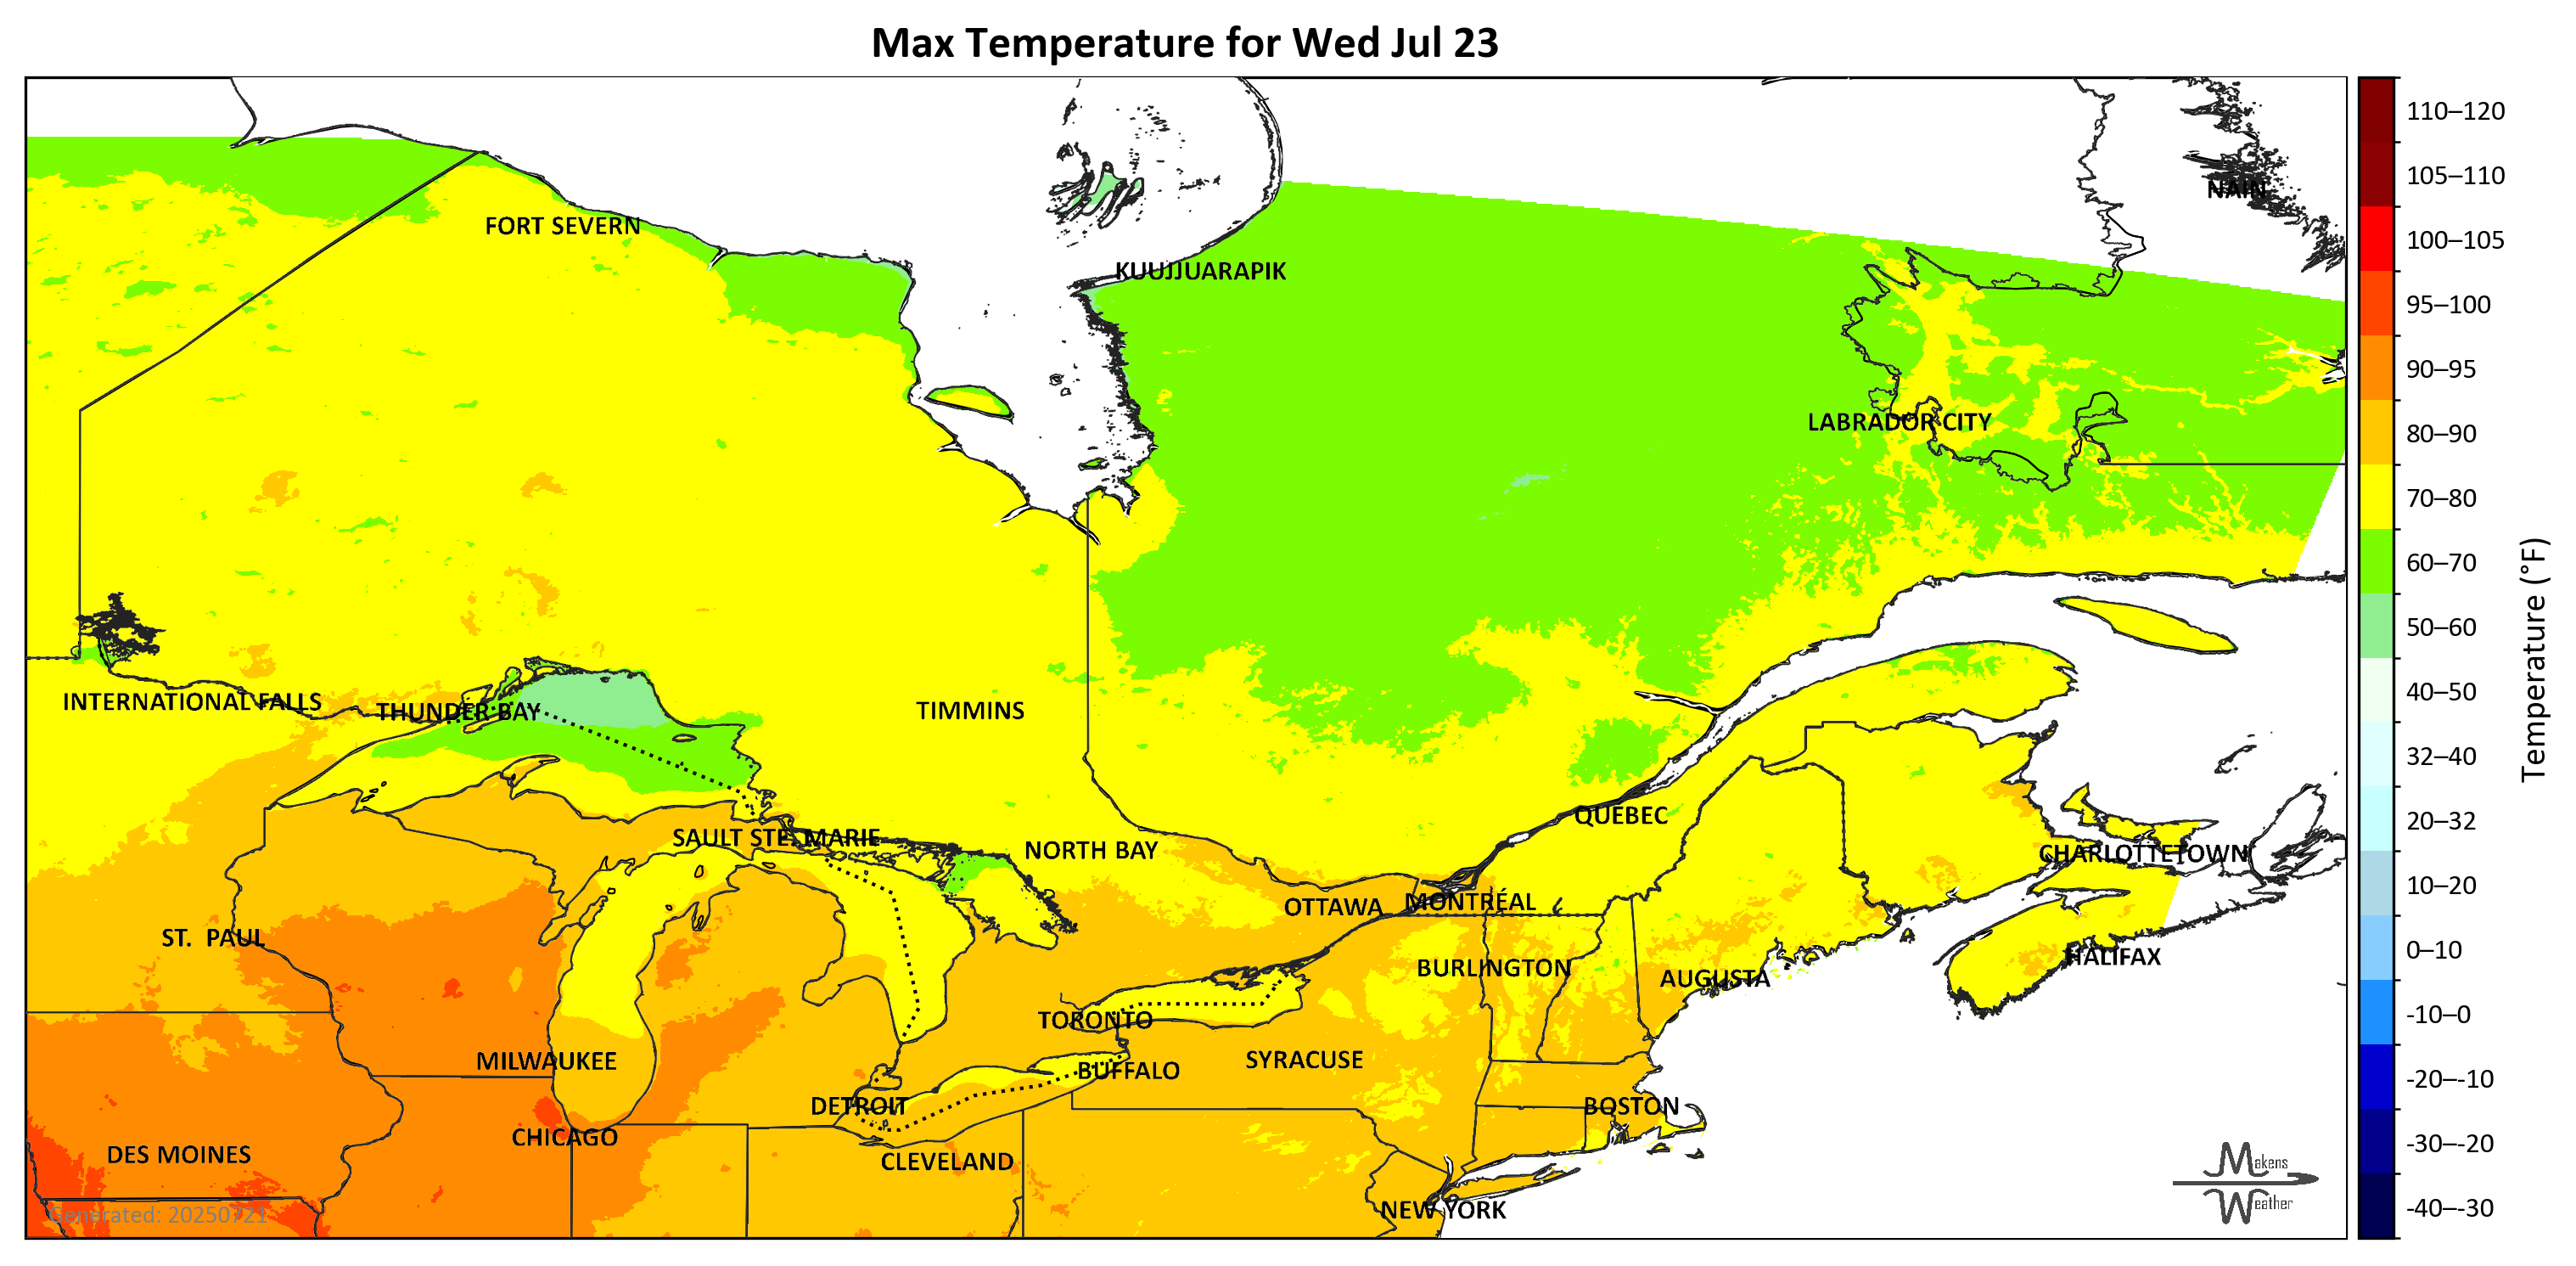 Max Temperature for Wed Jul 23
NAIN
FORT SEVERN
KUUJJUARAPIK
LABRADOR CITY
INTERNATIONAL FALLS
THUNDER BAY
TIMMINS
QUEBEC
SAULT STE. MARIE
NORTH BAY
CHARLOTTETOWN
OTTAWA
MONTRÉAL
ST. PAUL
HALIFAX
BURLINGTON
AUGUSTA
TORONTO
MILWAUKEE
SYRACUSE
BUFFALO
DETROIT
BOSTON
CHICAGO
DES MOINES
CLEVELAND
NEW YORK
Generated: 20250721
Makens
Weather
110–120
105–110
100–105
95–100
90–95
80–90
70–80
60–70
50–60
40–50
32–40
20–32
10–20
0–10
-10–0
-20–-10
-30–-20
-40–-30
Temperature (°F)